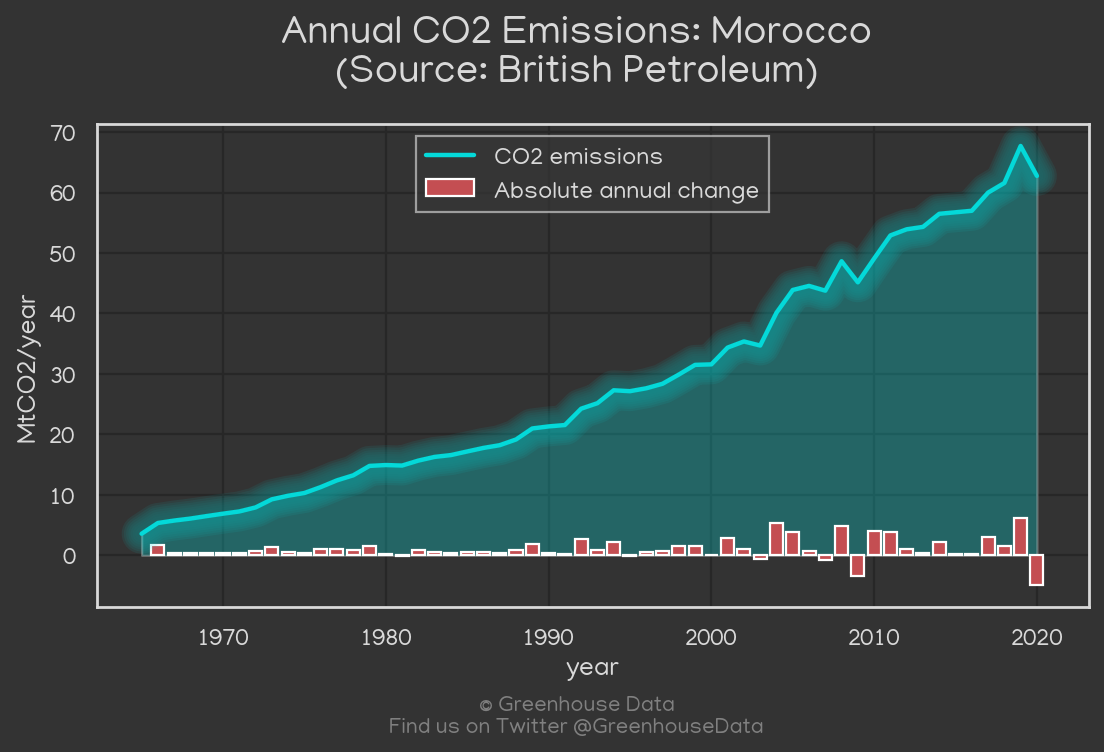 Annual CO2 Emissions: Morocco
(Source: British Petroleum)
CO2 emissions
Absolute annual change
MtCO2/year
70
60
50
40
30
20
10
0
1970 1980 1990 2000 2010 2020
year
© Greenhouse Data
Find us on Twitter @GreenhouseData